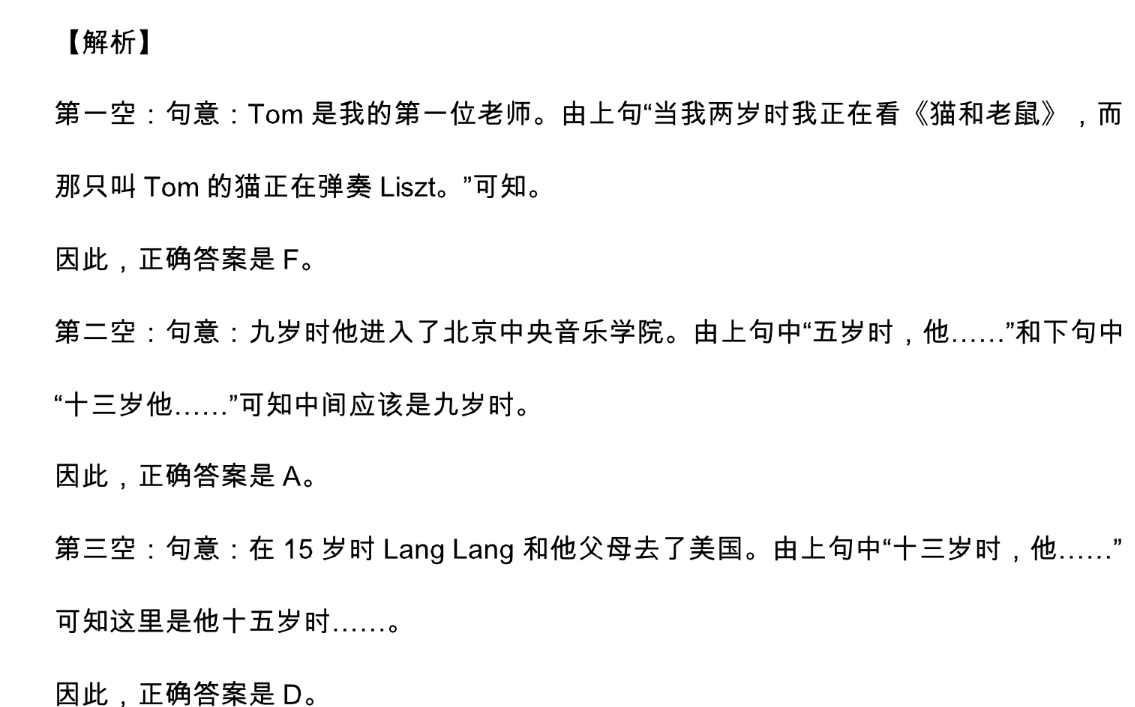 【解析】
第一空：句意：Tom 是我的第一位老师。由上句“当我两岁时我正在看《猫和老鼠》，而
那只叫 Tom 的猫正在弹奏 Liszt。”可知。
因此，正确答案是 F。
第二空：句意：九岁时他进入了北京中央音乐学院。由上句中“五岁时，他……”和下句中
“十三岁他……”可知中间应该是九岁时。
因此，正确答案是 A。
第三空：句意：在 15 岁时 Lang Lang 和他父母去了美国。由上句中“十三岁时，他……”
可知这里是他十五岁时……。
因此，正确答案是 D。